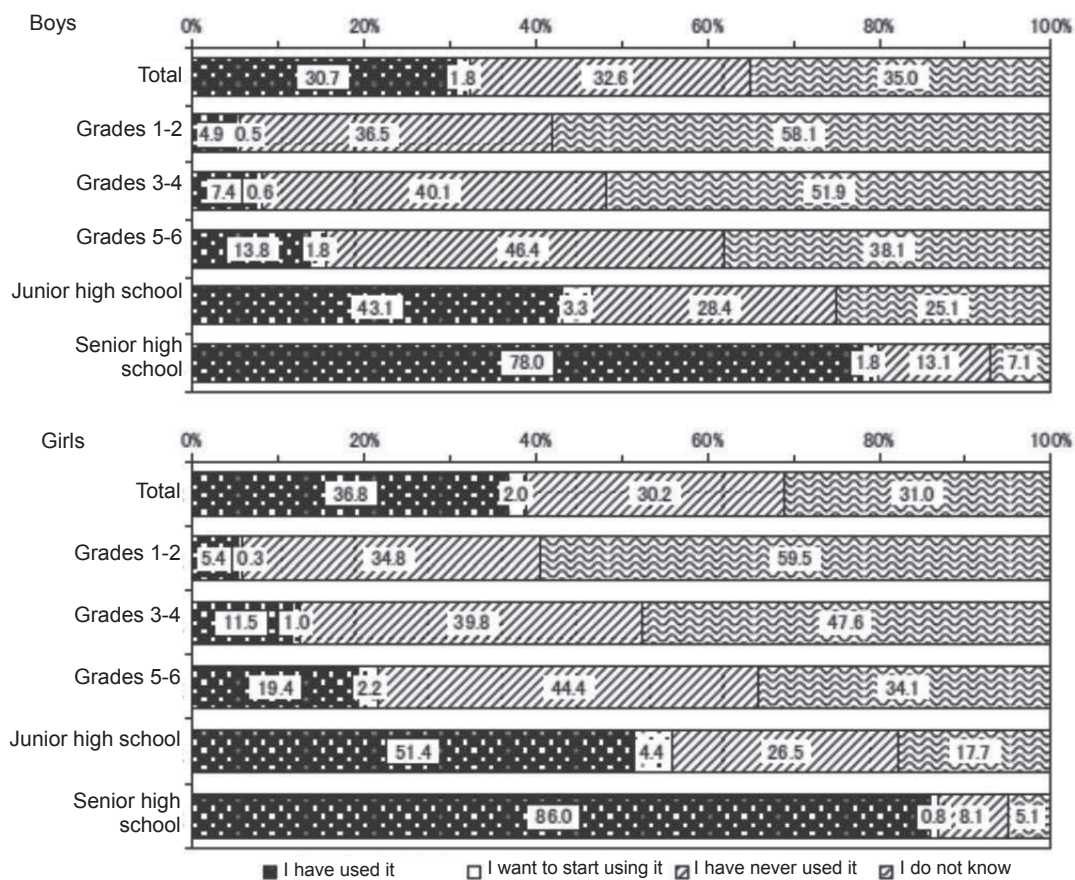 Boys
0% 20% 40% 60% 80% 100%
Total 30.7 1.8 32.6 35.0
Grades 1-2 4.9 0.5 36.5 58.1
Grades 3-4 7.4 0.6 40.1 51.9
Grades 5-6 13.8 1.8 46.4 38.1
Junior high school 43.1 3.3 28.4 25.1
Senior high
school 78.0 1.8 13.1 7.1
Girls
0% 20% 40% 60% 80% 100%
Total 36.8 2.0 30.2 31.0
Grades 1-2 5.4 0.3 34.8 59.5
Grades 3-4 11.5 1.0 39.8 47.6
Grades 5-6 19.4 2.2 44.4 34.1
Junior high school 51.4 4.4 26.5 17.7
Senior high
school 86.0 0.8 8.1 5.1
I have used it I want to start using it I have never used it I do not know